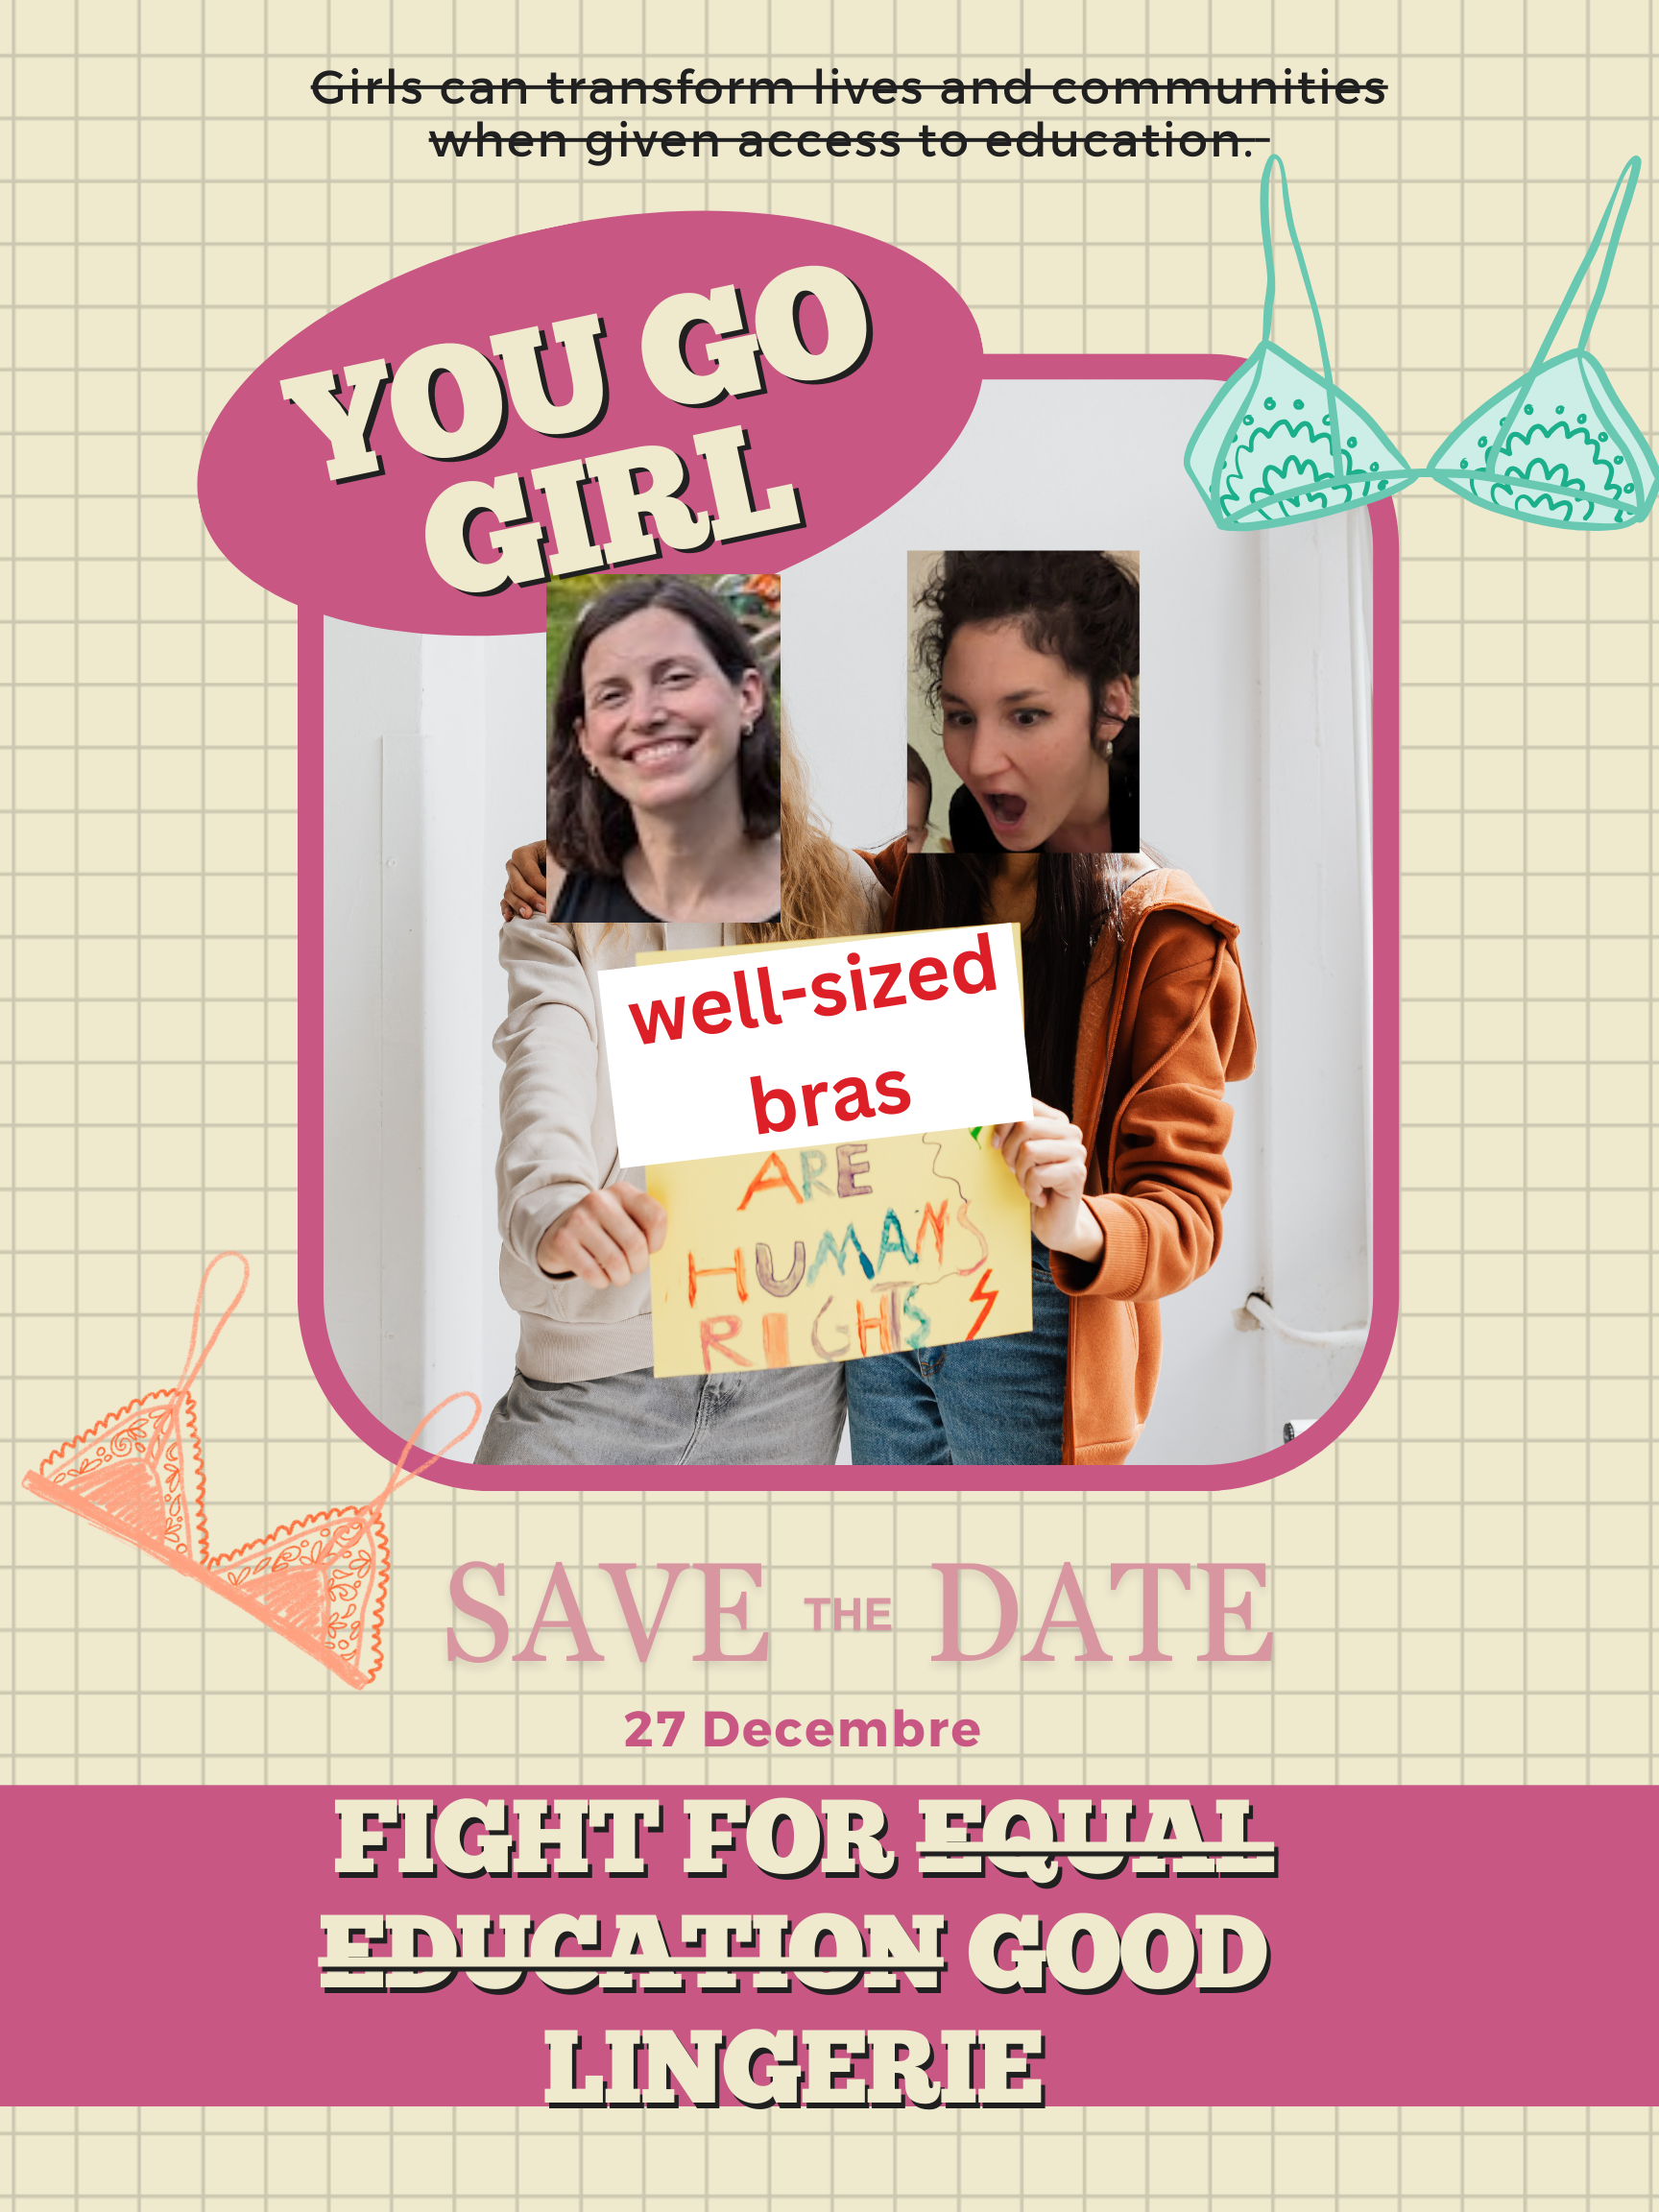 Girls can transform lives and communities
when given access to education.
YOU GO
GIRL
well-sized
bras
ARE
HUMAN
RIGHTS
SAVE THE DATE
27 Decembre
FIGHT FOR EQUAL
EDUCATION GOOD
LINGERIE